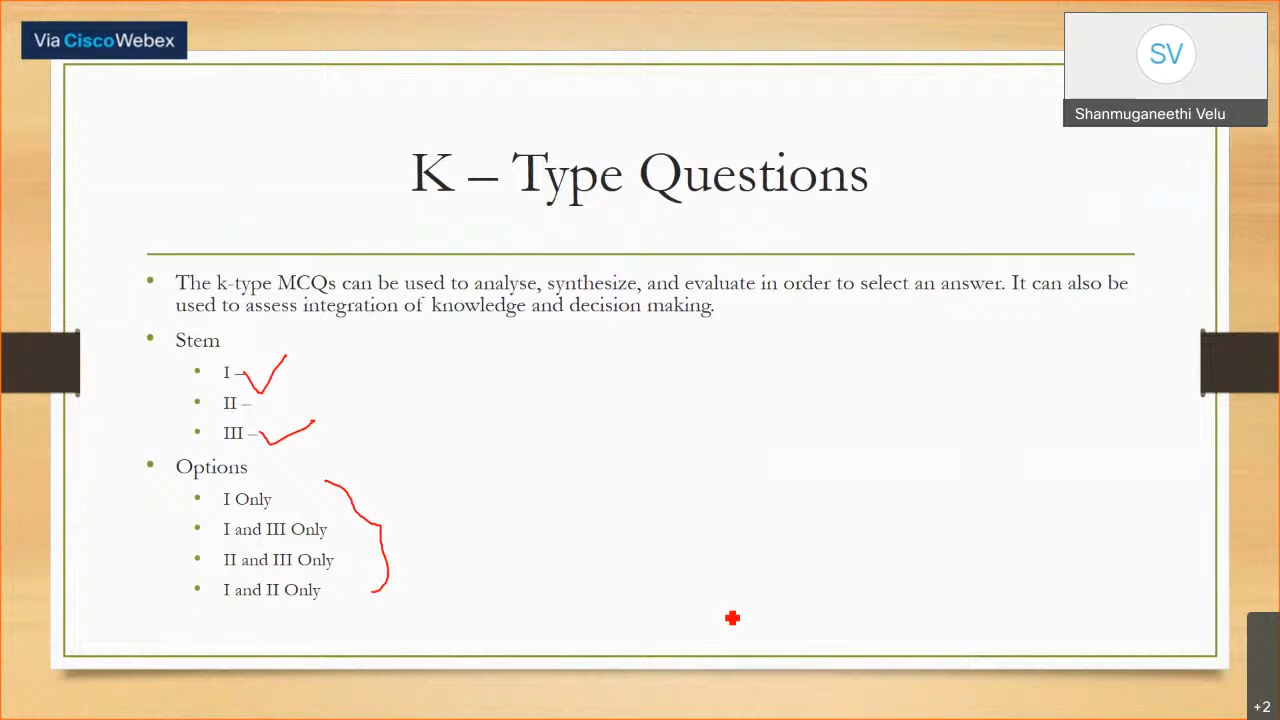 Via CiscoWebex
SV
Shanmuganeethi Velu
K – Type Questions
• The k-type MCQs can be used to analyse, synthesize, and evaluate in order to select an answer. It can also be
used to assess integration of knowledge and decision making.
• Stem
• I –
• II –
• III –
• Options
• I Only
• I and III Only
• II and III Only
• I and II Only
+2